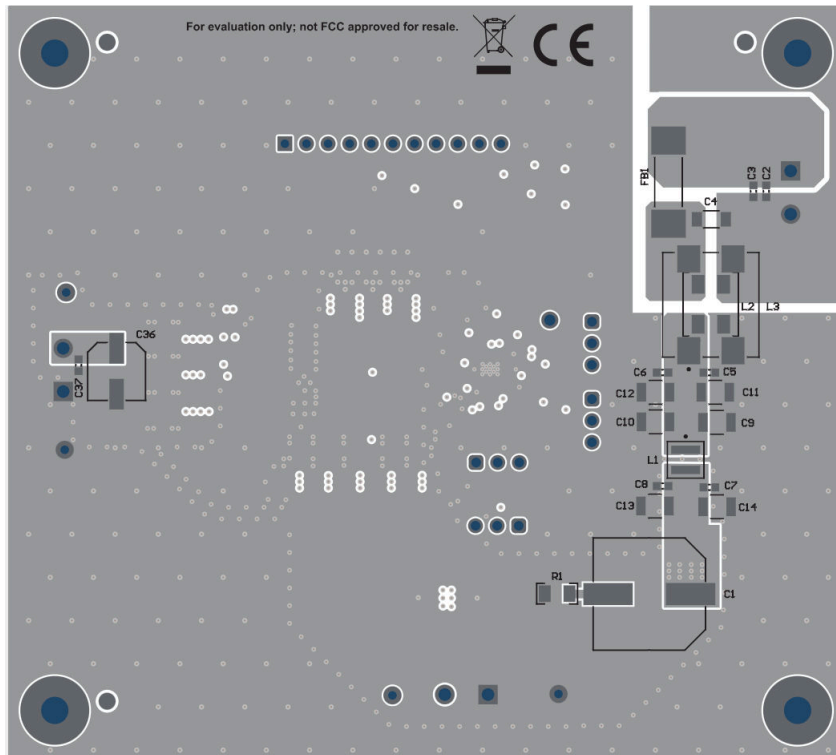 For evaluation only; not FCC approved for resale.
CE
FB1
C3
C2
C4
L2
L3
C36
C37
C6
C5
C12
C11
C10
C9
L1
C8
C7
C13
C14
R1
C1